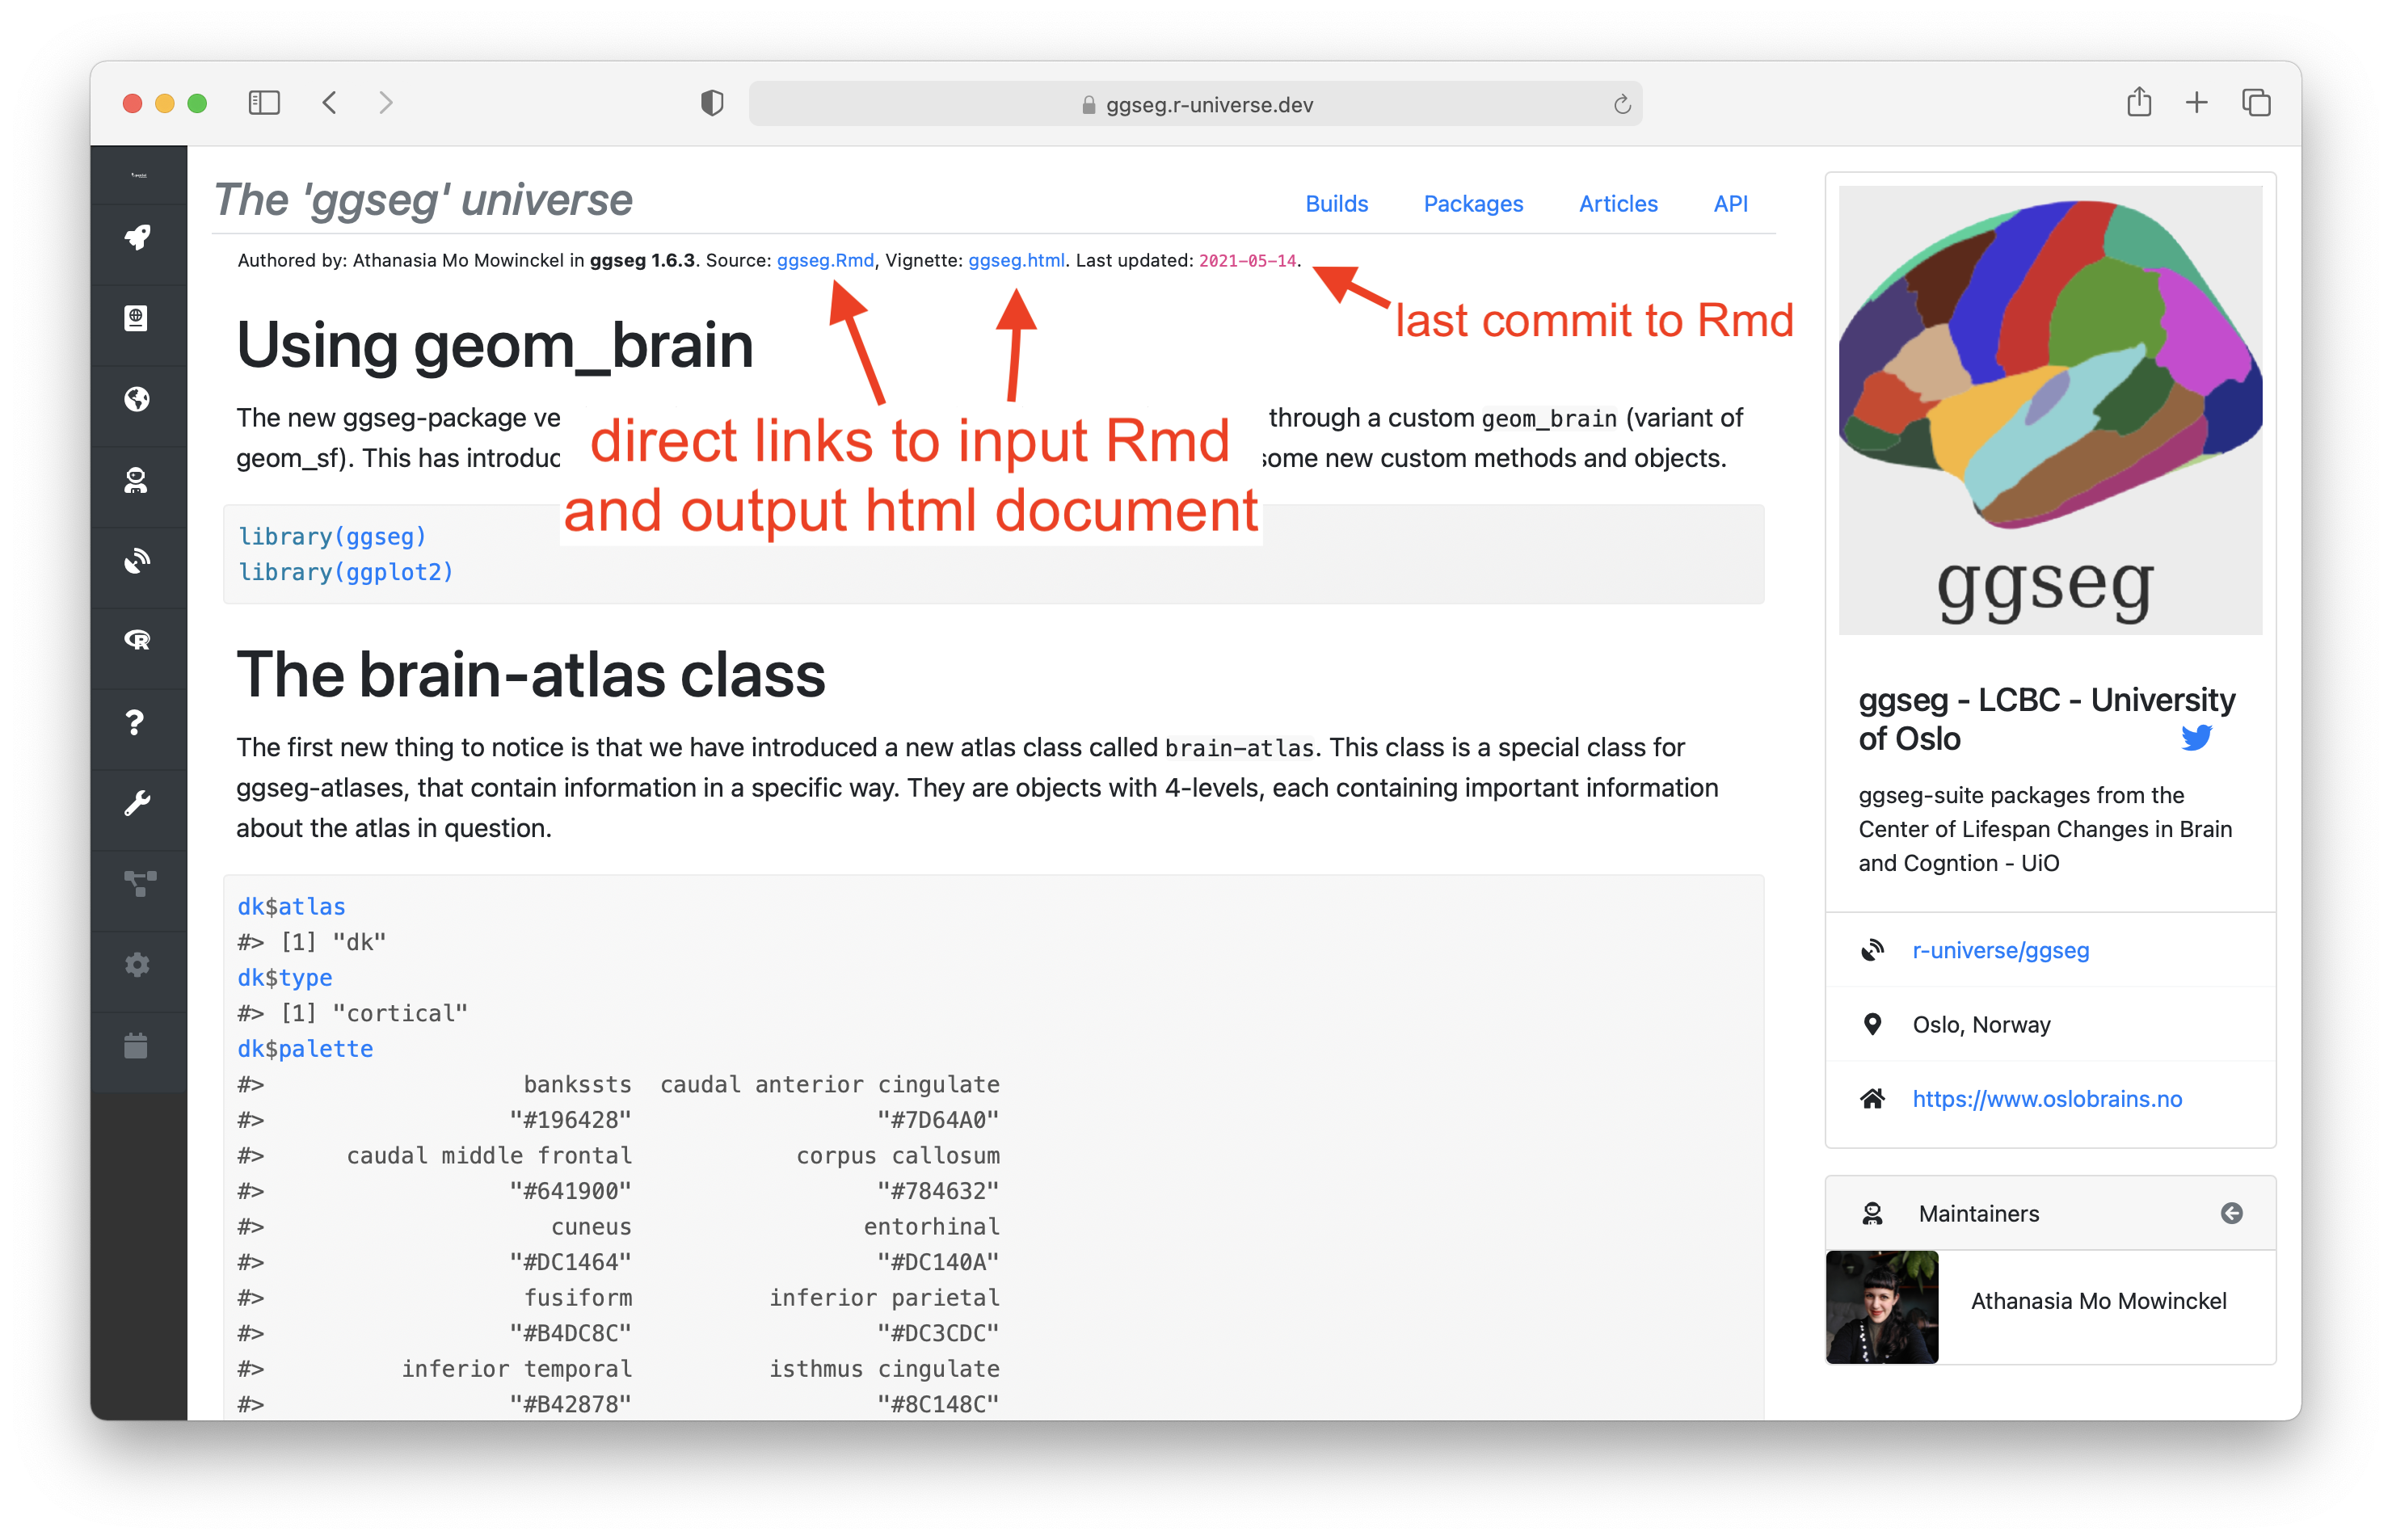 ggseg.r-universe.dev
The 'ggseg' universe
Builds Packages Articles API
Authored by: Athanasia Mo Mowinckel in ggseg 1.6.3. Source: ggseg.Rmd, Vignette: ggseg.html. Last updated: 2021-05-14.
last commit to Rmd
Using geom_brain
direct links to input Rmd
and output html document
The new ggseg-package ve through a custom geom_brain (variant of
geom_sf). This has introduc some new custom methods and objects.
library(ggseg)
library(ggplot2)
The brain-atlas class
The first new thing to notice is that we have introduced a new atlas class called brain-atlas. This class is a special class for
ggseg-atlases, that contain information in a specific way. They are objects with 4-levels, each containing important information
about the atlas in question.
dk$atlas
#> [1] "dk"
dk$type
#> [1] "cortical"
dk$palette
#> bankssts caudal anterior cingulate
#> "#196428" "#7D64A0"
#> caudal middle frontal corpus callosum
#> "#641900" "#784632"
#> cuneus entorhinal
#> "#DC1464" "#DC140A"
#> fusiform inferior parietal
#> "#B4DC8C" "#DC3CDC"
#> inferior temporal isthmus cingulate
#> "#B42878" "#8C148C"
ggseg
ggseg - LCBC - University
of Oslo
ggseg-suite packages from the
Center of Lifespan Changes in Brain
and Cogntion - UiO
r-universe/ggseg
Oslo, Norway
https://www.oslobrains.no
Maintainers
Athanasia Mo Mowinckel